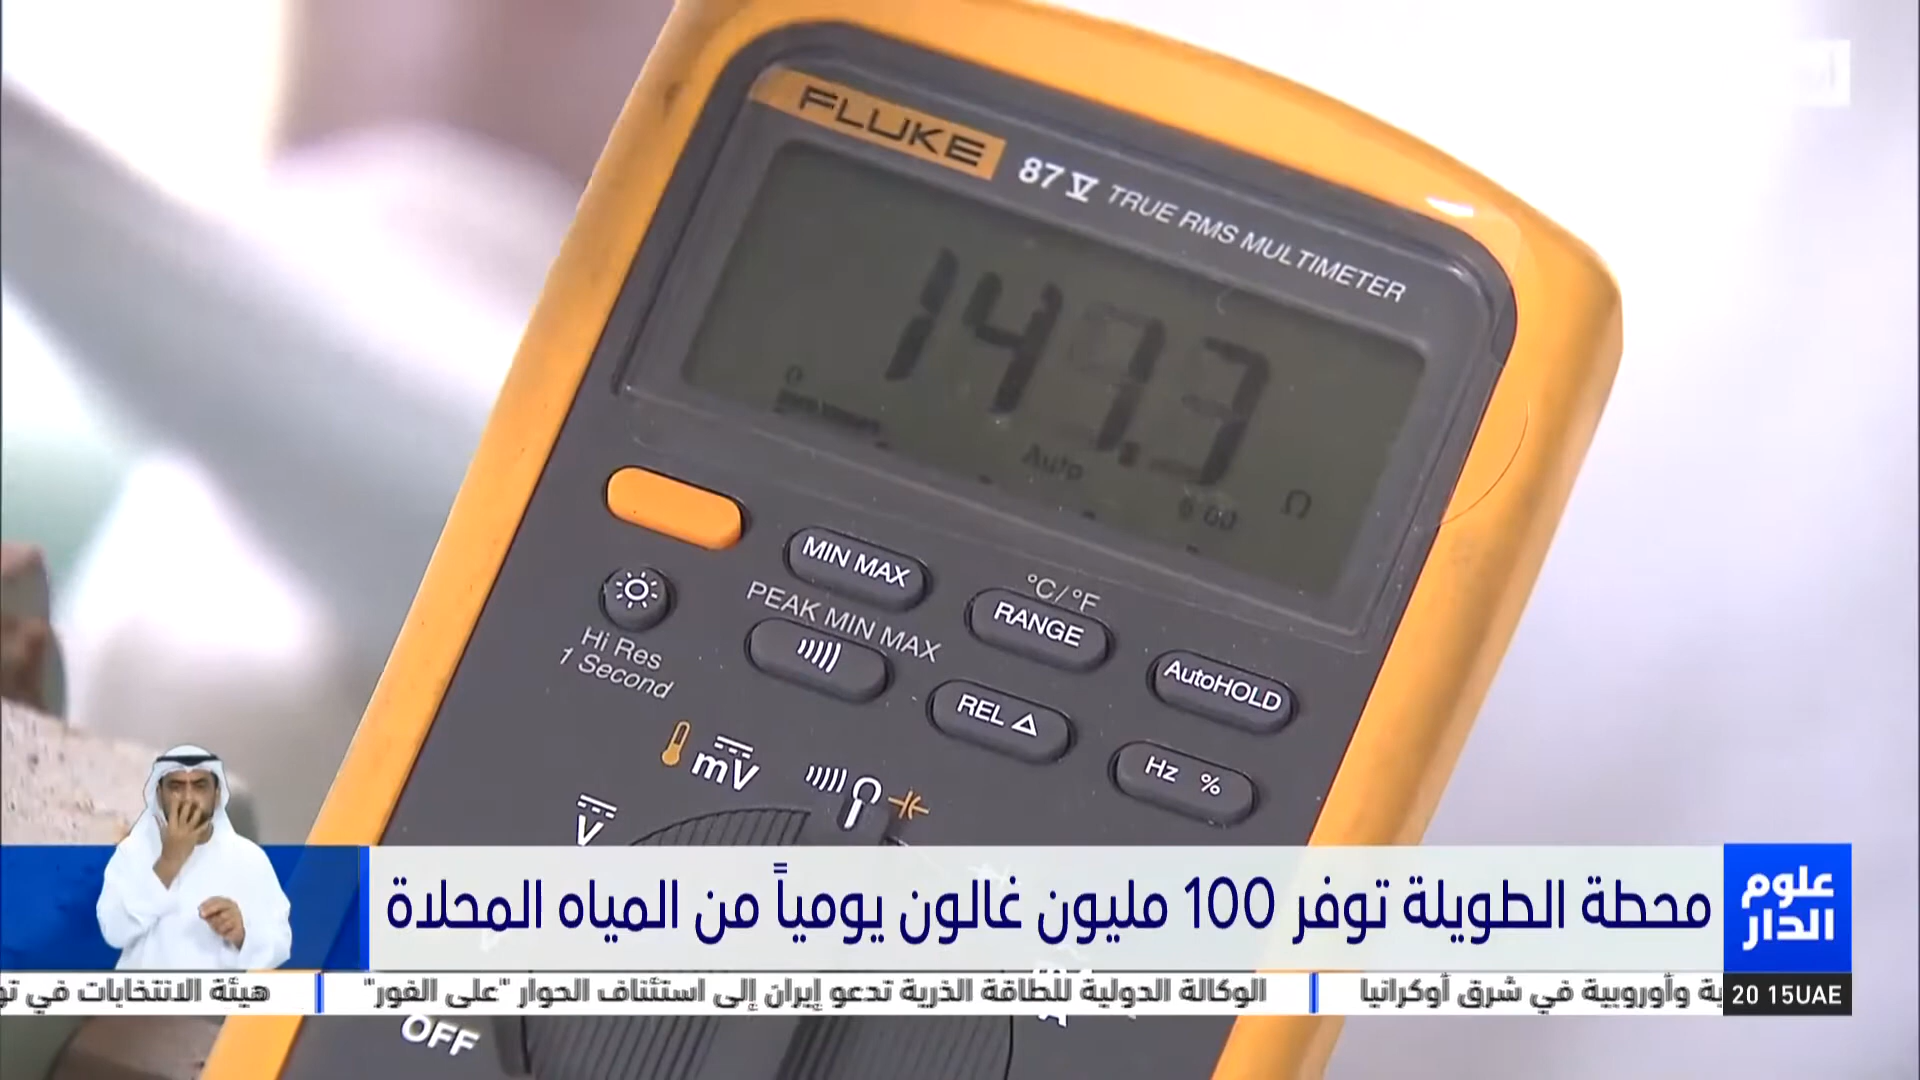 FLUKE
87 V TRUE RMS MULTIMETER
Auto
Ω
MIN MAX
°C/°F
RANGE
AutoHOLD
PEAK MIN MAX
Hi Res
1 Second
REL △
Hz %
mV
V
محطة الطويلة توفر 100 مليون غالون يومياً من المياه المحلاة
علوم
الدار
ية وأوروبية في شرق أوكرانيا | الوكالة الدولية للطاقة الذرية تدعو إيران إلى استئناف الحوار "على الفور" | هيئة الانتخابات في تو
20 15UAE
OFF